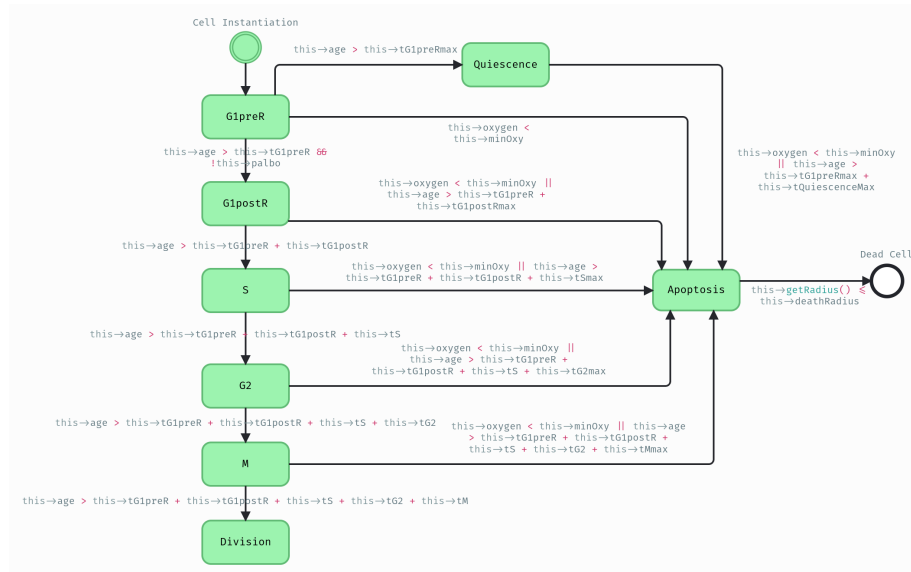 Cell Instantiation
this->age > this->tG1preRmax
Quiescence
G1preR
this->oxygen <
this->minOxy
this->age > this->tG1preR &&
!this->palbo
this->oxygen < this->minOxy
|| this->age >
this->tG1preRmax +
this->tQuiescenceMax
this->oxygen < this->minOxy ||
this->age > this->tG1preR +
this->tG1postRmax
G1postR
this->age > this->tG1preR + this->tG1postR
Dead Cell
this->oxygen < this->minOxy || this->age >
this->tG1preR + this->tG1postR + this->tSmax
S
Apoptosis
this->getRadius() <=
this->deathRadius
this->age > this->tG1preR + this->tG1postR + this->tS
this->oxygen < this->minOxy ||
this->age > this->tG1preR +
this->tG1postR + this->tS + this->tG2max
G2
this->age > this->tG1preR + this->tG1postR + this->tS + this->tG2
this->oxygen < this->minOxy || this->age
> this->tG1preR + this->tG1postR +
this->tS + this->tG2 + this->tMmax
M
this->age > this->tG1preR + this->tG1postR + this->tS + this->tG2 + this->tM
Division